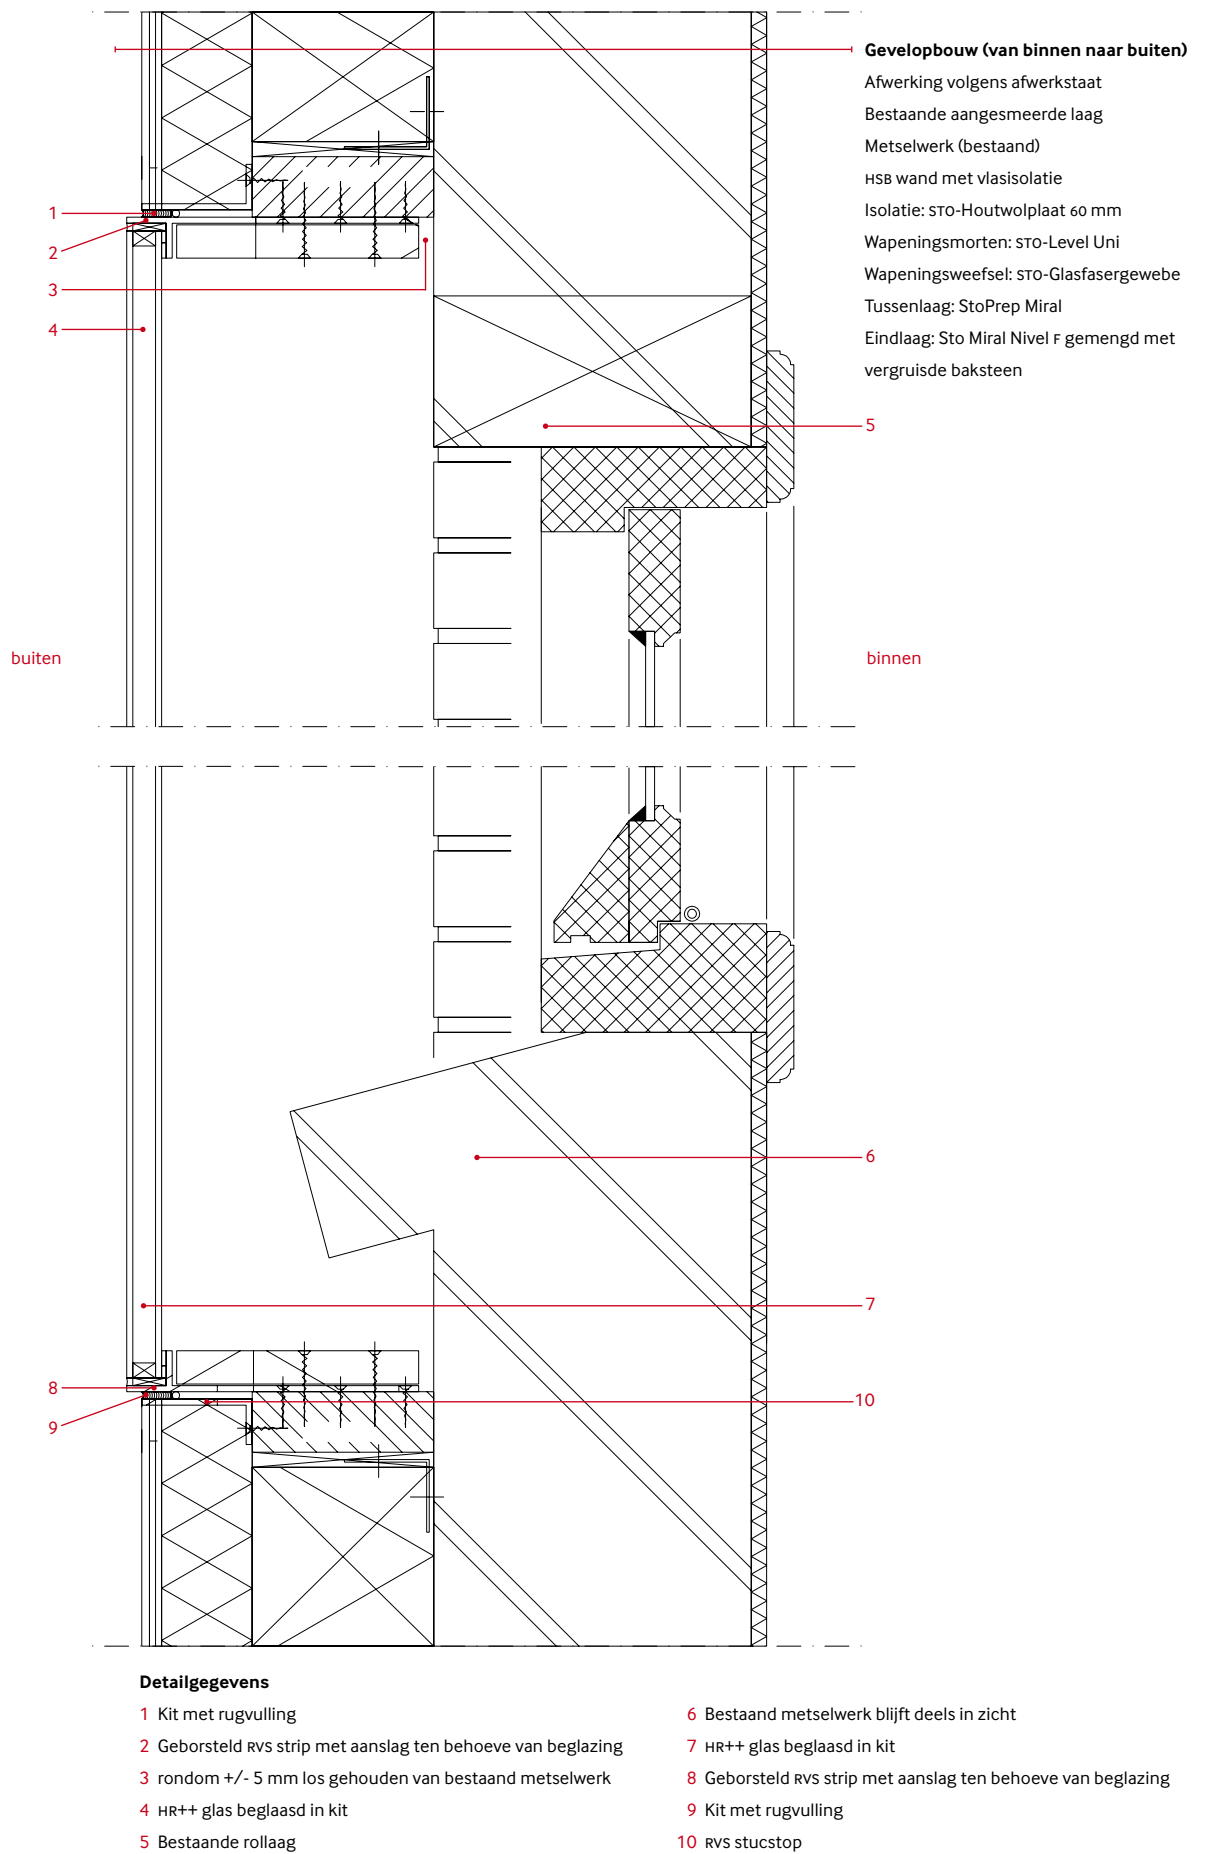 Gevelopbouw (van binnen naar buiten)
Afwerking volgens afwerkstaat
Bestaande aangesmeerde laag
Metselwerk (bestaand)
HSB wand met vlasisolatie
Isolatie: STO-Houtwolplaat 60 mm
Wapeningsmorten: STO-Level Uni
Wapeningsweefsel: STO-Glasfasergewebe
Tussenlaag: StoPrep Miral
Eindlaag: Sto Miral Nivel F gemengd met
vergruisde baksteen
1
2
3
4
5
buiten
binnen
6
7
8
9
10
Detailgegevens
1 Kit met rugvulling
2 Geborsteld RVS strip met aanslag ten behoeve van beglazing
3 rondom +/- 5 mm los gehouden van bestaand metselwerk
4 HR++ glas beglaasd in kit
5 Bestaande rollaag
6 Bestaand metselwerk blijft deels in zicht
7 HR++ glas beglaasd in kit
8 Geborsteld RVS strip met aanslag ten behoeve van beglazing
9 Kit met rugvulling
10 RVS stucstop